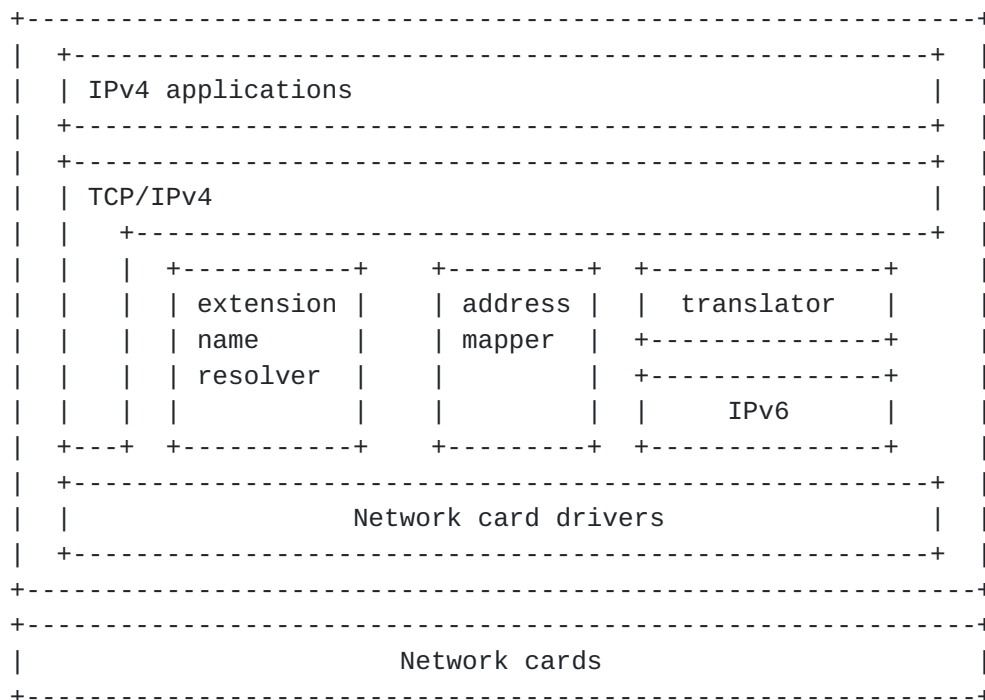 IPv4 applications
TCP/IPv4
extension address translator
name mapper
resolver
IPv6
Network card drivers
Network cards